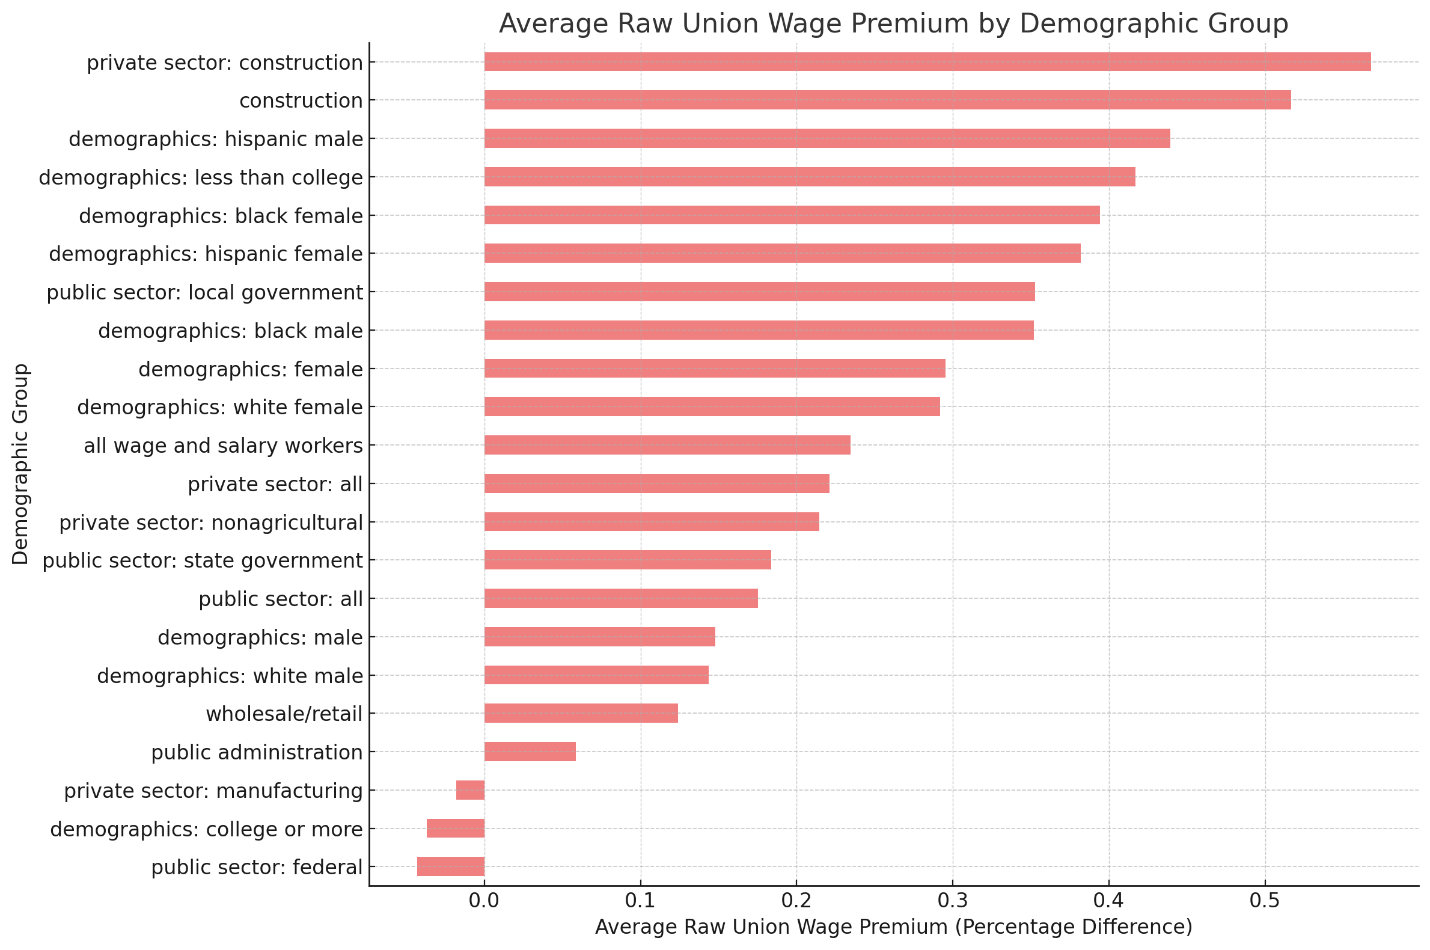 Average Raw Union Wage Premium by Demographic Group
private sector: construction
construction
demographics: hispanic male
demographics: less than college
demographics: black female
demographics: hispanic female
public sector: local government
demographics: black male
demographics: female
demographics: white female
all wage and salary workers
private sector: all
private sector: nonagricultural
public sector: state government
public sector: all
demographics: male
demographics: white male
wholesale/retail
public administration
private sector: manufacturing
demographics: college or more
public sector: federal
Demographic Group
0.0 0.1 0.2 0.3 0.4 0.5
Average Raw Union Wage Premium (Percentage Difference)